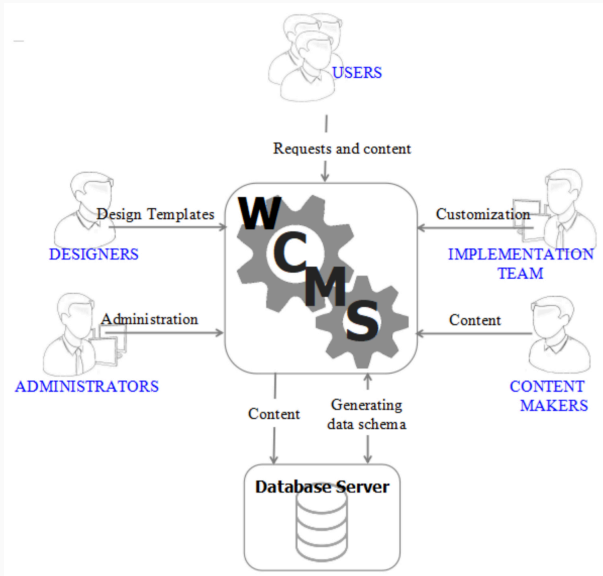 USERS
Requests and content
W
C
M
S
Design Templates
DESIGNERS
Customization
IMPLEMENTATION
TEAM
Administration
ADMINISTRATORS
Content
CONTENT
MAKERS
Content
Generating
data schema
Database Server